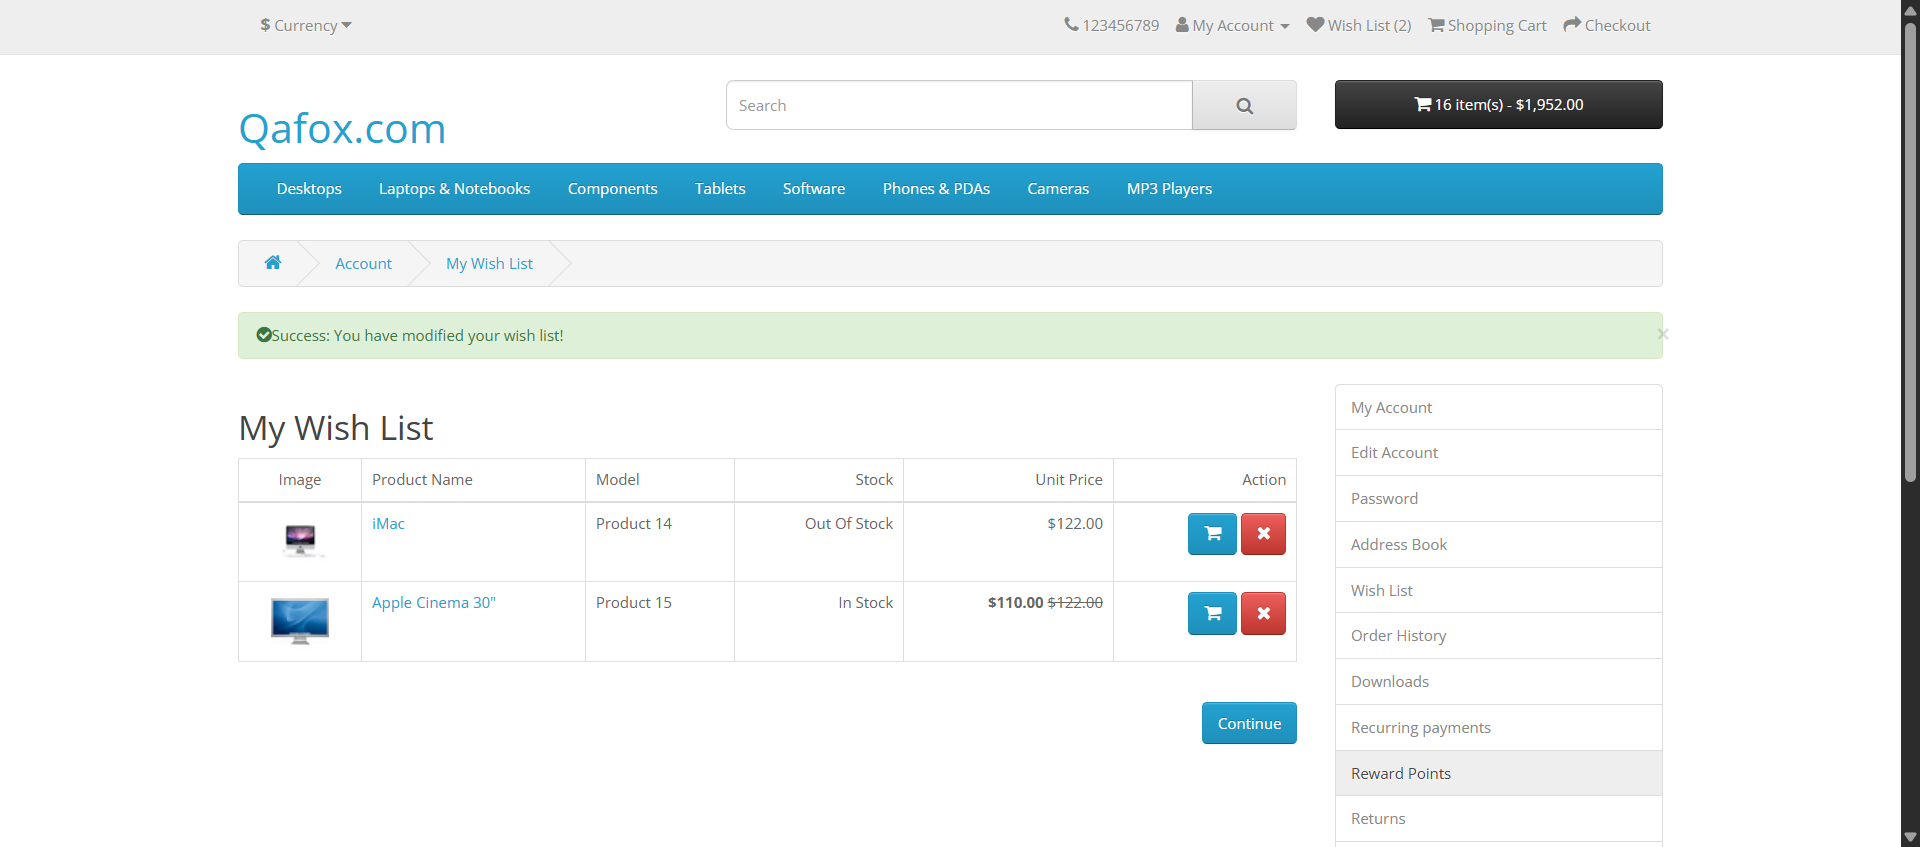 $ Currency
123456789 My Account Wish List (2) Shopping Cart Checkout
Qafox.com
Search
16 item(s) - $1,952.00
Desktops Laptops & Notebooks Components Tablets Software Phones & PDAs Cameras MP3 Players
Account My Wish List
Success: You have modified your wish list!
×
My Wish List
Image Product Name Model Stock Unit Price Action
iMac Product 14 Out Of Stock $122.00
Apple Cinema 30" Product 15 In Stock $110.00 $122.00
Continue
My Account
Edit Account
Password
Address Book
Wish List
Order History
Downloads
Recurring payments
Reward Points
Returns